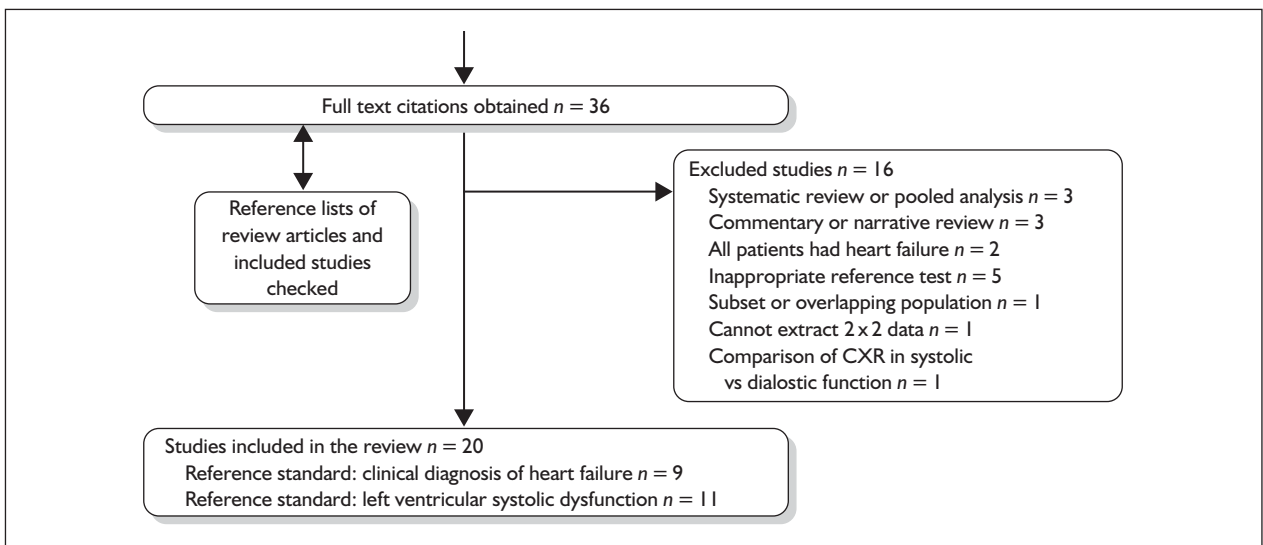 Full text citations obtained n = 36
Reference lists of
review articles and
included studies
checked
Excluded studies n = 16
Systematic review or pooled analysis n = 3
Commentary or narrative review n = 3
All patients had heart failure n = 2
Inappropriate reference test n = 5
Subset or overlapping population n = 1
Cannot extract 2 x 2 data n = 1
Comparison of CXR in systolic
vs dialostic function n = 1
Studies included in the review n = 20
Reference standard: clinical diagnosis of heart failure n = 9
Reference standard: left ventricular systolic dysfunction n = 11